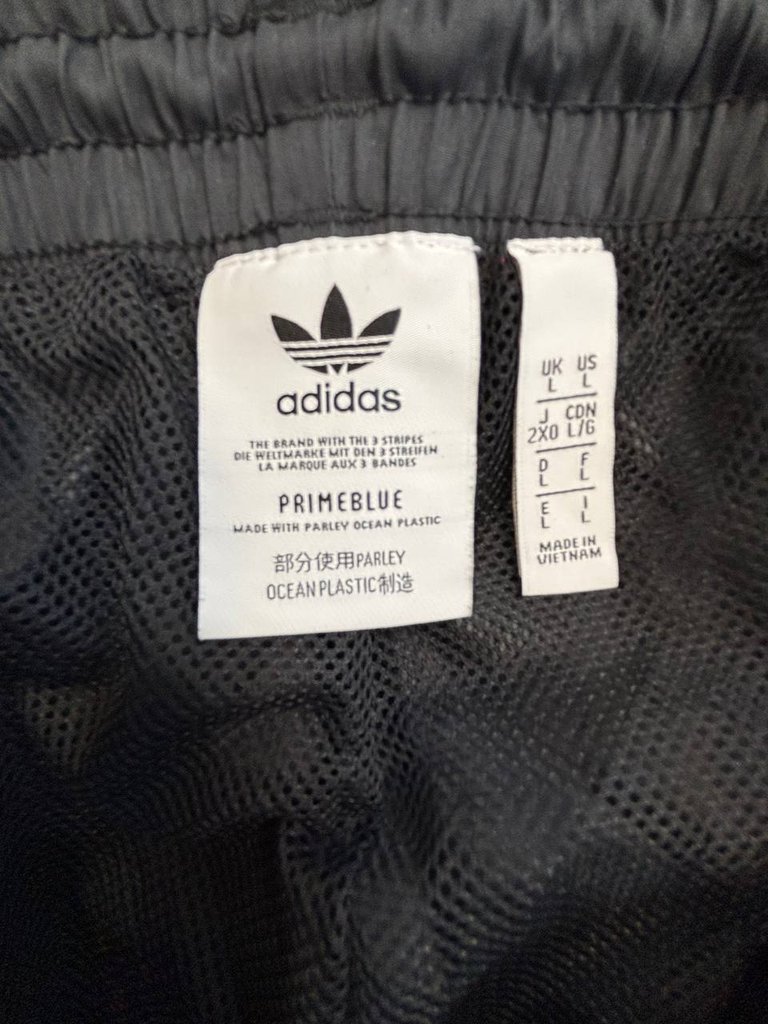 adidas
THE BRAND WITH THE 3 STRIPES
DIE WELTMARKE MIT DEN 3 STREIFEN
LA MARQUE AUX 3 BANDES
PRIMEBLUE
MADE WITH PARLEY OCEAN PLASTIC
部分使用PARLEY
OCEAN PLASTIC制造
UK US
L L
J CDN
2XO L/G
D F
L L
E I
L L
MADE IN
VIETNAM